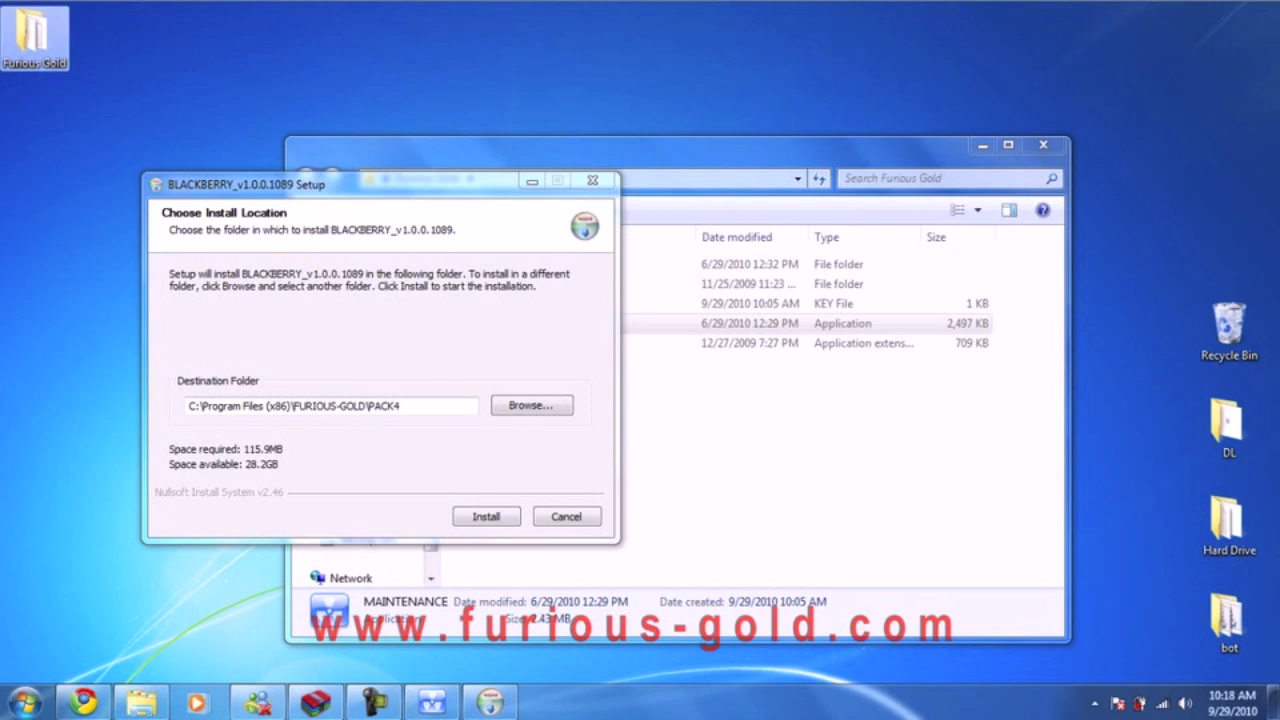 Furious Gold
Search Furious Gold
BLACKBERRY_v1.0.0.1089 Setup
Choose Install Location
Choose the folder in which to install BLACKBERRY_v1.0.0.1089.
Setup will install BLACKBERRY_v1.0.0.1089 in the following folder. To install in a different
folder, click Browse and select another folder. Click Install to start the installation.
Destination Folder
C:\Program Files (x86)\FURIOUS-GOLD\PACK4
Browse...
Space required: 115.9MB
Space available: 28.2GB
Nullsoft Install System v2.46
Install Cancel
Date modified Type Size
6/29/2010 12:32 PM File folder
11/25/2009 11:23 ... File folder
9/29/2010 10:05 AM KEY File 1 KB
6/29/2010 12:29 PM Application 2,497 KB
12/27/2009 7:27 PM Application extens... 709 KB
Network
MAINTENANCE Date modified: 6/29/2010 12:29 PM Date created: 9/29/2010 10:05 AM
Application Size: 2.43 MB
www.furious-gold.com
Recycle Bin
DL
Hard Drive
bot
10:18 AM
9/29/2010